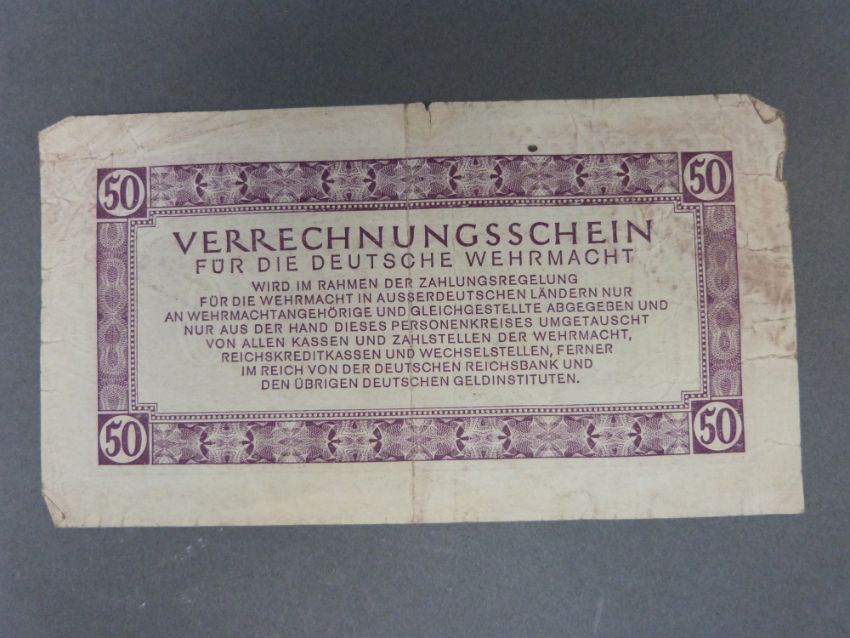 50 50
VERRECHNUNGSSCHEIN
FÜR DIE DEUTSCHE WEHRMACHT
WIRD IM RAHMEN DER ZAHLUNGSREGELUNG
FÜR DIE WEHRMACHT IN AUSSERDEUTSCHEN LÄNDERN NUR
AN WEHRMACHTANGEHÖRIGE UND GLEICHGESTELLTE ABGEGEBEN UND
NUR AUS DER HAND DIESES PERSONENKREISES UMGETAUSCHT
VON ALLEN KASSEN UND ZAHLSTELLEN DER WEHRMACHT,
REICHSKREDITKASSEN UND WECHSELSTELLEN, FERNER
IM REICH VON DER DEUTSCHEN REICHSBANK UND
DEN ÜBRIGEN DEUTSCHEN GELDINSTITUTEN.
50 50